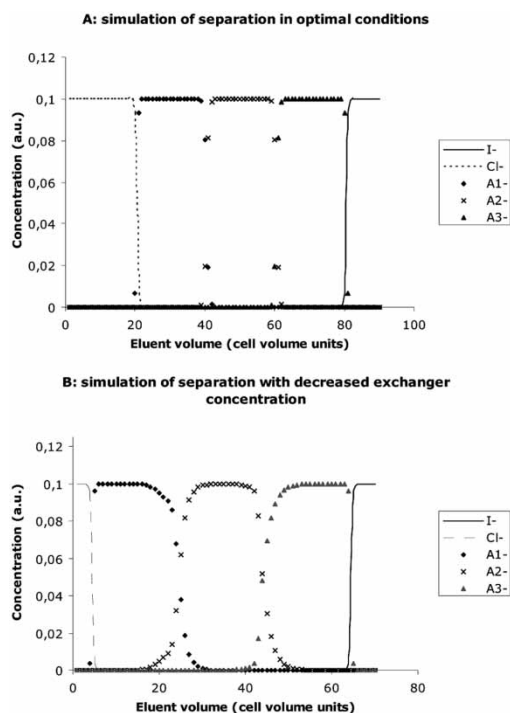 A: simulation of separation in optimal conditions
0,12
0,1
0,08
0,06
0,04
0,02
0
Concentration (a.u.)
0 20 40 60 80 100
Eluent volume (cell volume units)
I-
Cl-
A1-
A2-
A3-
B: simulation of separation with decreased exchanger
concentration
0,12
0,1
0,08
0,06
0,04
0,02
0
Concentration (a.u.)
0 20 40 60 80
Eluent volume (cell volume units)
I-
Cl-
A1-
A2-
A3-